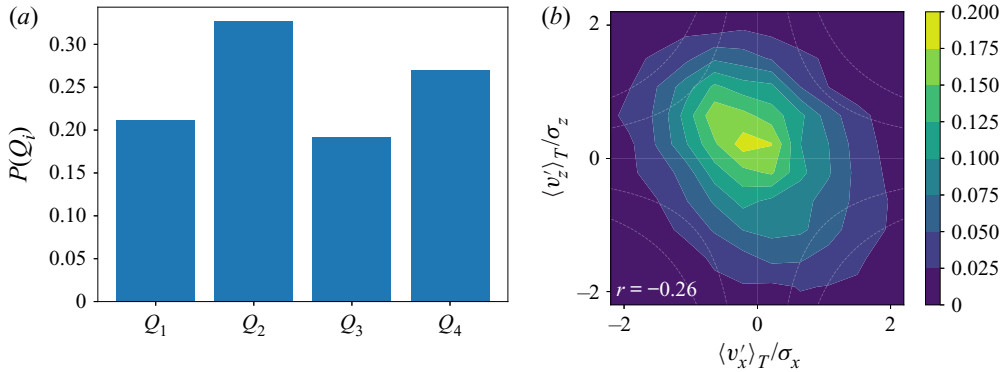 (a)
P(Q_i)
0.30
0.25
0.20
0.15
0.10
0.05
0
Q_1
Q_2
Q_3
Q_4
(b)
⟨v′_z⟩_T/σ_z
2
0
−2
r = −0.26
−2
0
2
⟨v′_x⟩_T/σ_x
0.200
0.175
0.150
0.125
0.100
0.075
0.050
0.025
0